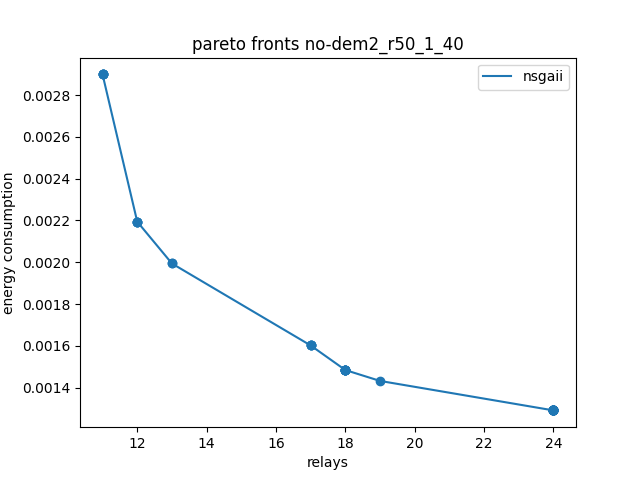 pareto fronts no-dem2_r50_1_40
nsgaii
energy consumption
0.0028
0.0026
0.0024
0.0022
0.0020
0.0018
0.0016
0.0014
12 14 16 18 20 22 24
relays